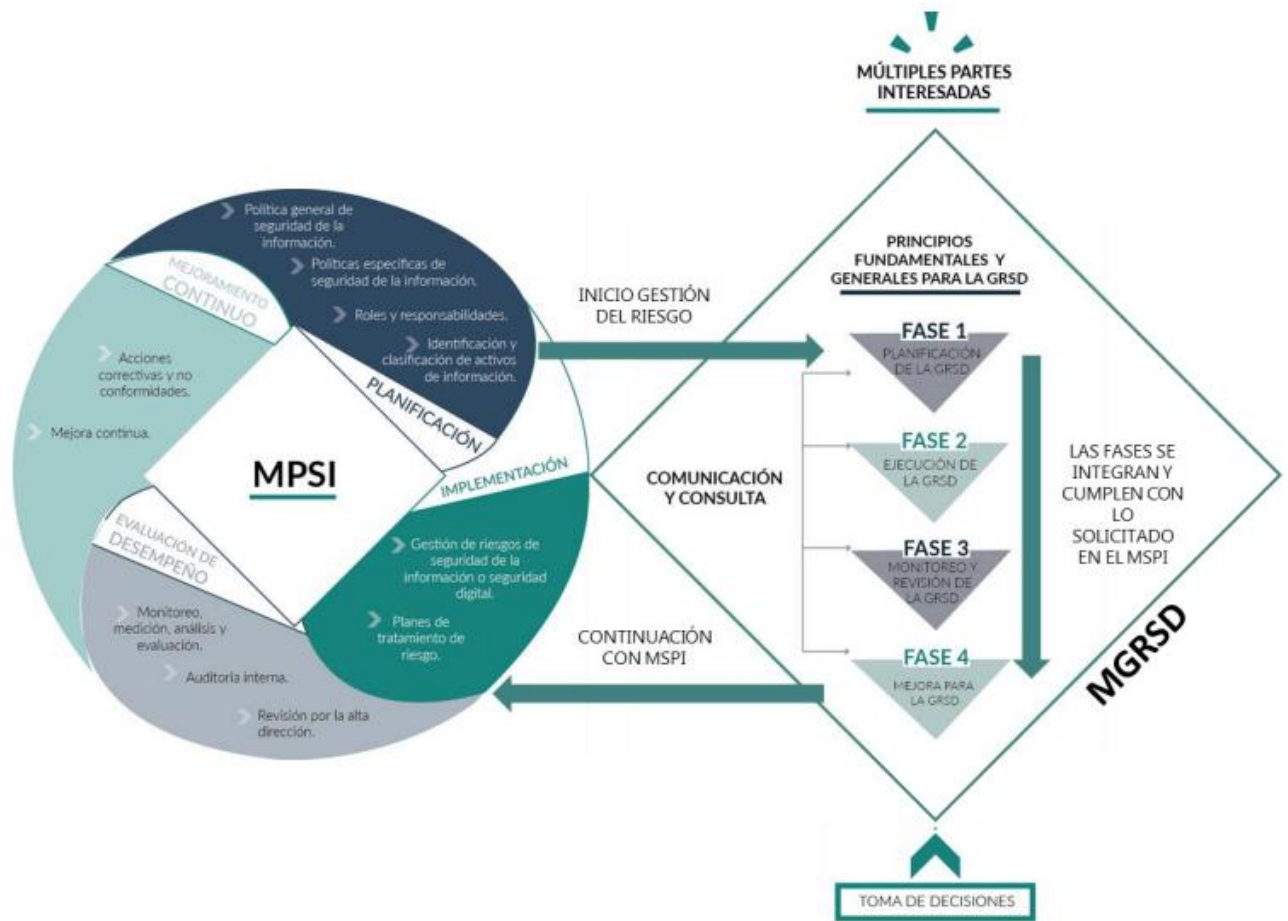 MÚLTIPLES PARTES
INTERESADAS
Política general de
seguridad de la
información.
Políticas específicas de
seguridad de la información.
Roles y responsabilidades.
Identificación y
clasificación de activos
de información.
PLANIFICACIÓN
MEJORAMIENTO
CONTINUO
Acciones
correctivas y no
conformidades.
Mejora continua.
MPSI
IMPLEMENTACIÓN
Gestión de riesgos de
seguridad de la
información o seguridad
digital.
Planes de
tratamiento de
riesgo.
EVALUACIÓN DE
DESEMPEÑO
Monitoreo,
medición, análisis y
evaluación.
Auditoria interna.
Revisión por la alta
dirección.
INICIO GESTIÓN
DEL RIESGO
CONTINUACIÓN
CON MSPI
PRINCIPIOS
FUNDAMENTALES Y
GENERALES PARA LA GRSD
COMUNICACIÓN
Y CONSULTA
FASE 1
PLANIFICACIÓN
DE LA GRSD
FASE 2
EJECUCIÓN DE
LA GRSD
FASE 3
MONITOREO Y
REVISIÓN DE
LA GRSD
FASE 4
MEJORA PARA
LA GRSD
LAS FASES SE
INTEGRAN Y
CUMPLEN CON
LO
SOLICITADO
EN EL MSPI
MGRSD
TOMA DE DECISIONES